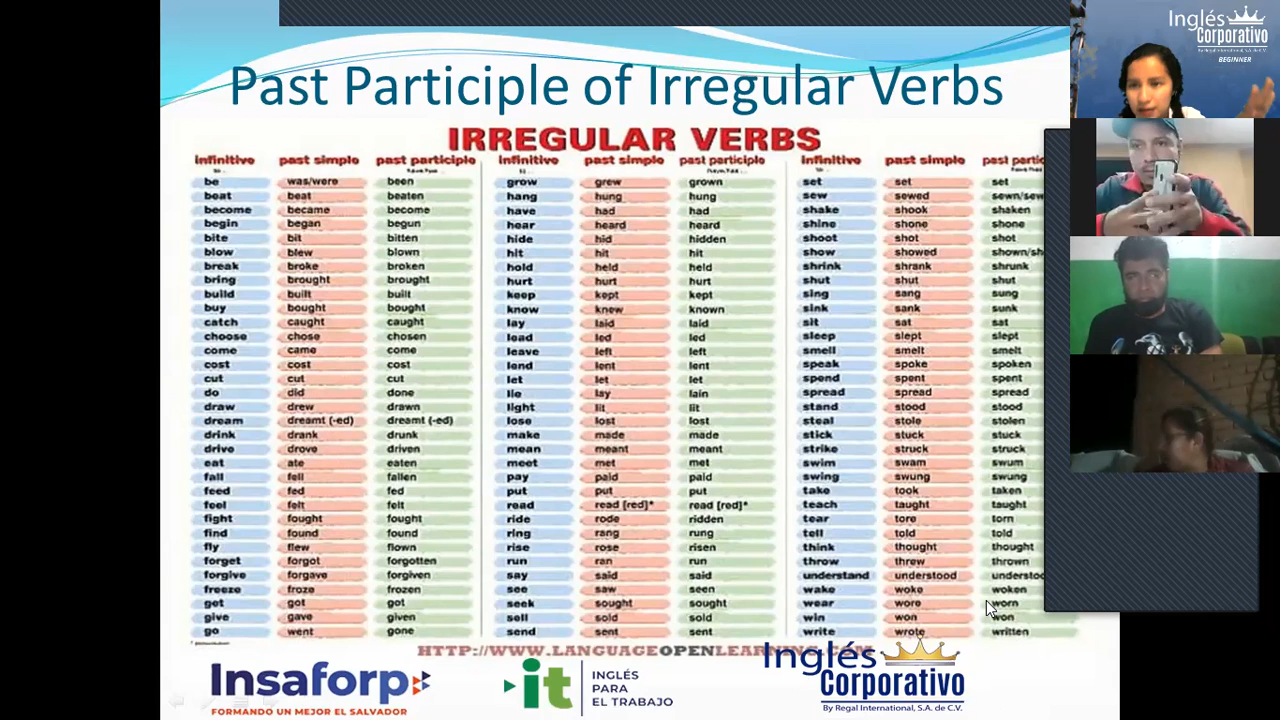 Inglés
Corporativo
By Regal International, S.A. de C.V.
BEGINNER
Past Participle of Irregular Verbs
IRREGULAR VERBS
infinitive past simple past participle infinitive past simple past participle infinitive past simple past partic
be was/were been grow grew grown set set set
beat beat beaten hang hung hung sew sewed sewn/sew
become became become have had had shake shook shaken
begin began begun hear heard heard shine shone shone
bite bit bitten hide hid hidden shoot shot shot
blow blew blown hit hit hit show showed shown/sh
break broke broken hold held held shrink shrank shrunk
bring brought brought hurt hurt hurt shut shut shut
build built built keep kept kept sing sang sung
buy bought bought know knew known sink sank sunk
catch caught caught lay laid laid sit sat sat
choose chose chosen lead led led sleep slept slept
come came come leave left left smell smelt smelt
cost cost cost lend lent lent speak spoke spoken
cut cut cut let let let spend spent spent
do did done lie lay lain spread spread spread
draw drew drawn light lit lit stand stood stood
dream dreamt (-ed) dreamt (-ed) lose lost lost steal stole stolen
drink drank drunk make made made stick stuck stuck
drive drove driven mean meant meant strike struck struck
eat ate eaten meet met met swim swam swum
fall fell fallen pay paid paid swing swung swung
feed fed fed put put put take took taken
feel felt felt read read [red]* read [red]* teach taught taught
fight fought fought ride rode ridden tear tore torn
find found found ring rang rung tell told told
fly flew flown rise rose risen think thought thought
forget forgot forgotten run ran run throw threw thrown
forgive forgave forgiven say said said understand understood understoo
freeze froze frozen see saw seen wake woke woken
get got got seek sought sought wear wore worn
give gave given sell sold sold win won won
go went gone send sent sent write wrote written
HTTP://WWW.LANGUAGEOPENLEARNING.COM
Insaforp
FORMANDO UN MEJOR EL SALVADOR
it
INGLÉS
PARA
EL TRABAJO
Inglés
Corporativo
By Regal International, S.A. de C.V.